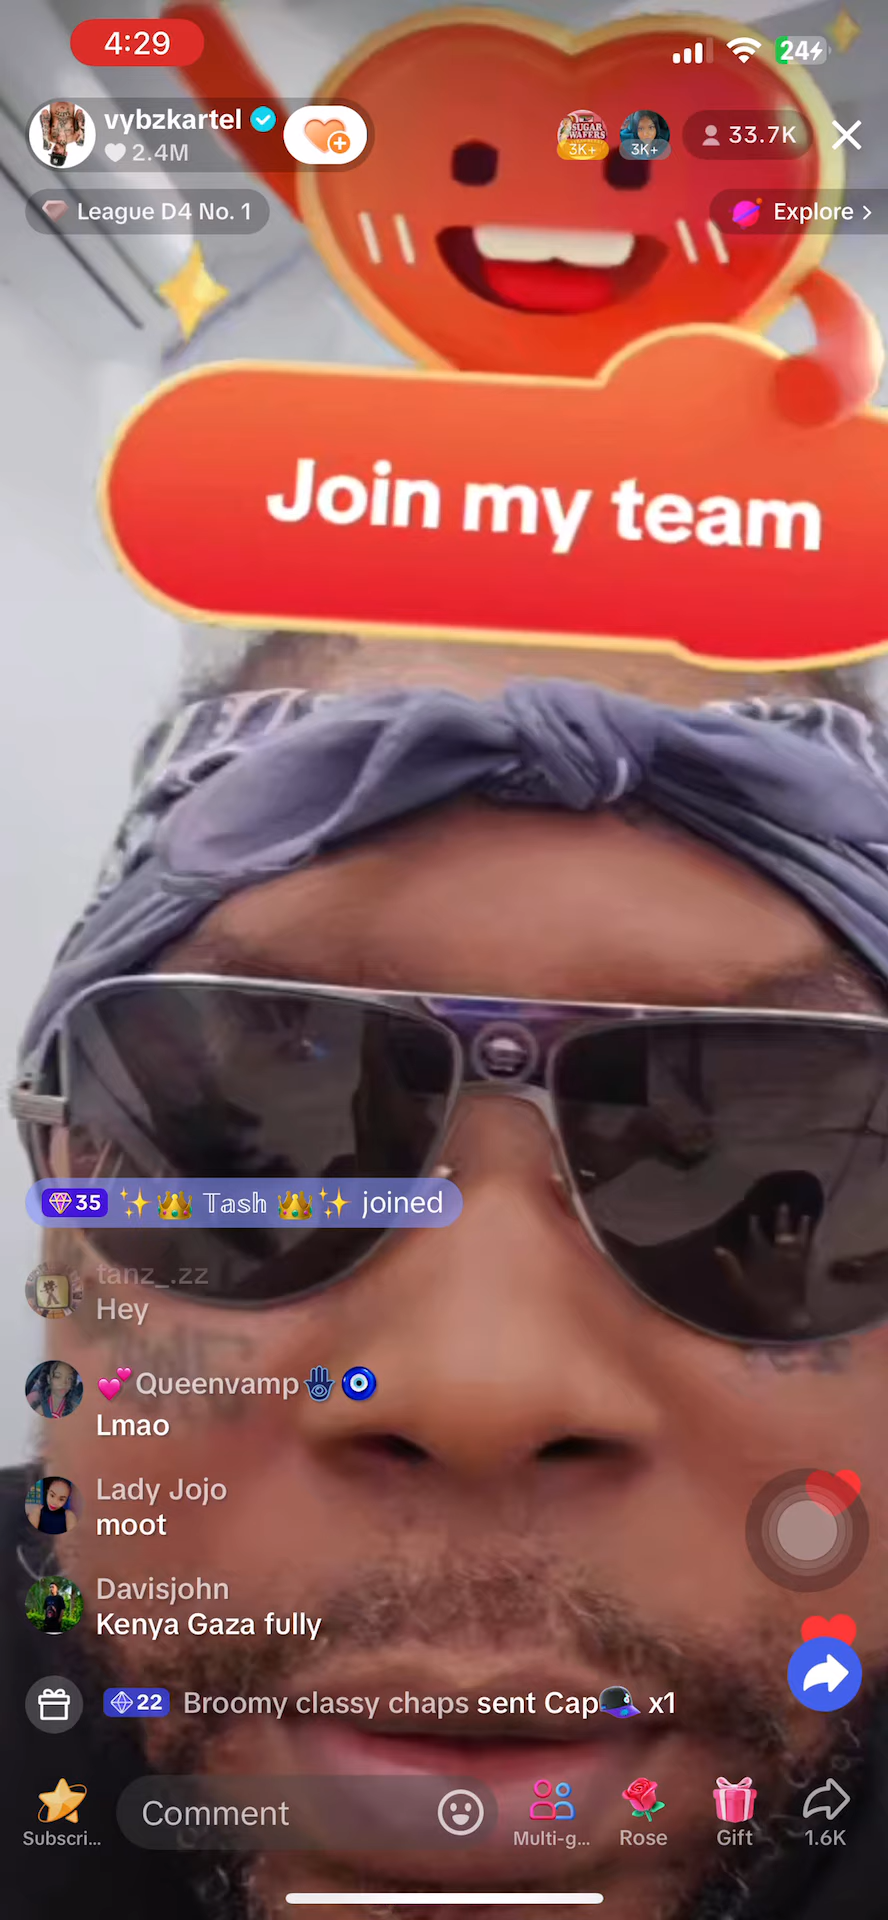 4:29
24
vybzkartel
2.4M
SUGAR
WAFERS
3K+
3K+
33.7K
League D4 No. 1
Explore >
Join my team
35 ✨👑 𝕋𝕒𝕤𝕙 👑✨ joined
tanz_.zz
Hey
💕Queenvamp🪬🧿
Lmao
Lady Jojo
moot
Davisjohn
Kenya Gaza fully
22 Broomy classy chaps sent Cap🧢 x1
Comment
Subscri...
Multi-g...
Rose
Gift
1.6K